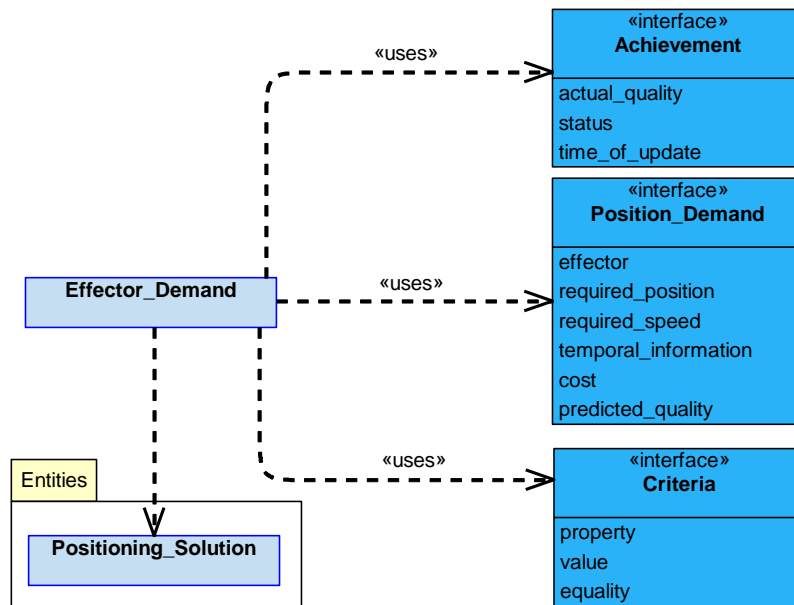 «interface»
Achievement
«uses»
actual_quality
status
time_of_update
«interface»
Position_Demand
effector
required_position
required_speed
temporal_information
cost
predicted_quality
Effector_Demand
«uses»
«uses»
«interface»
Criteria
property
value
equality
Entities
Positioning_Solution